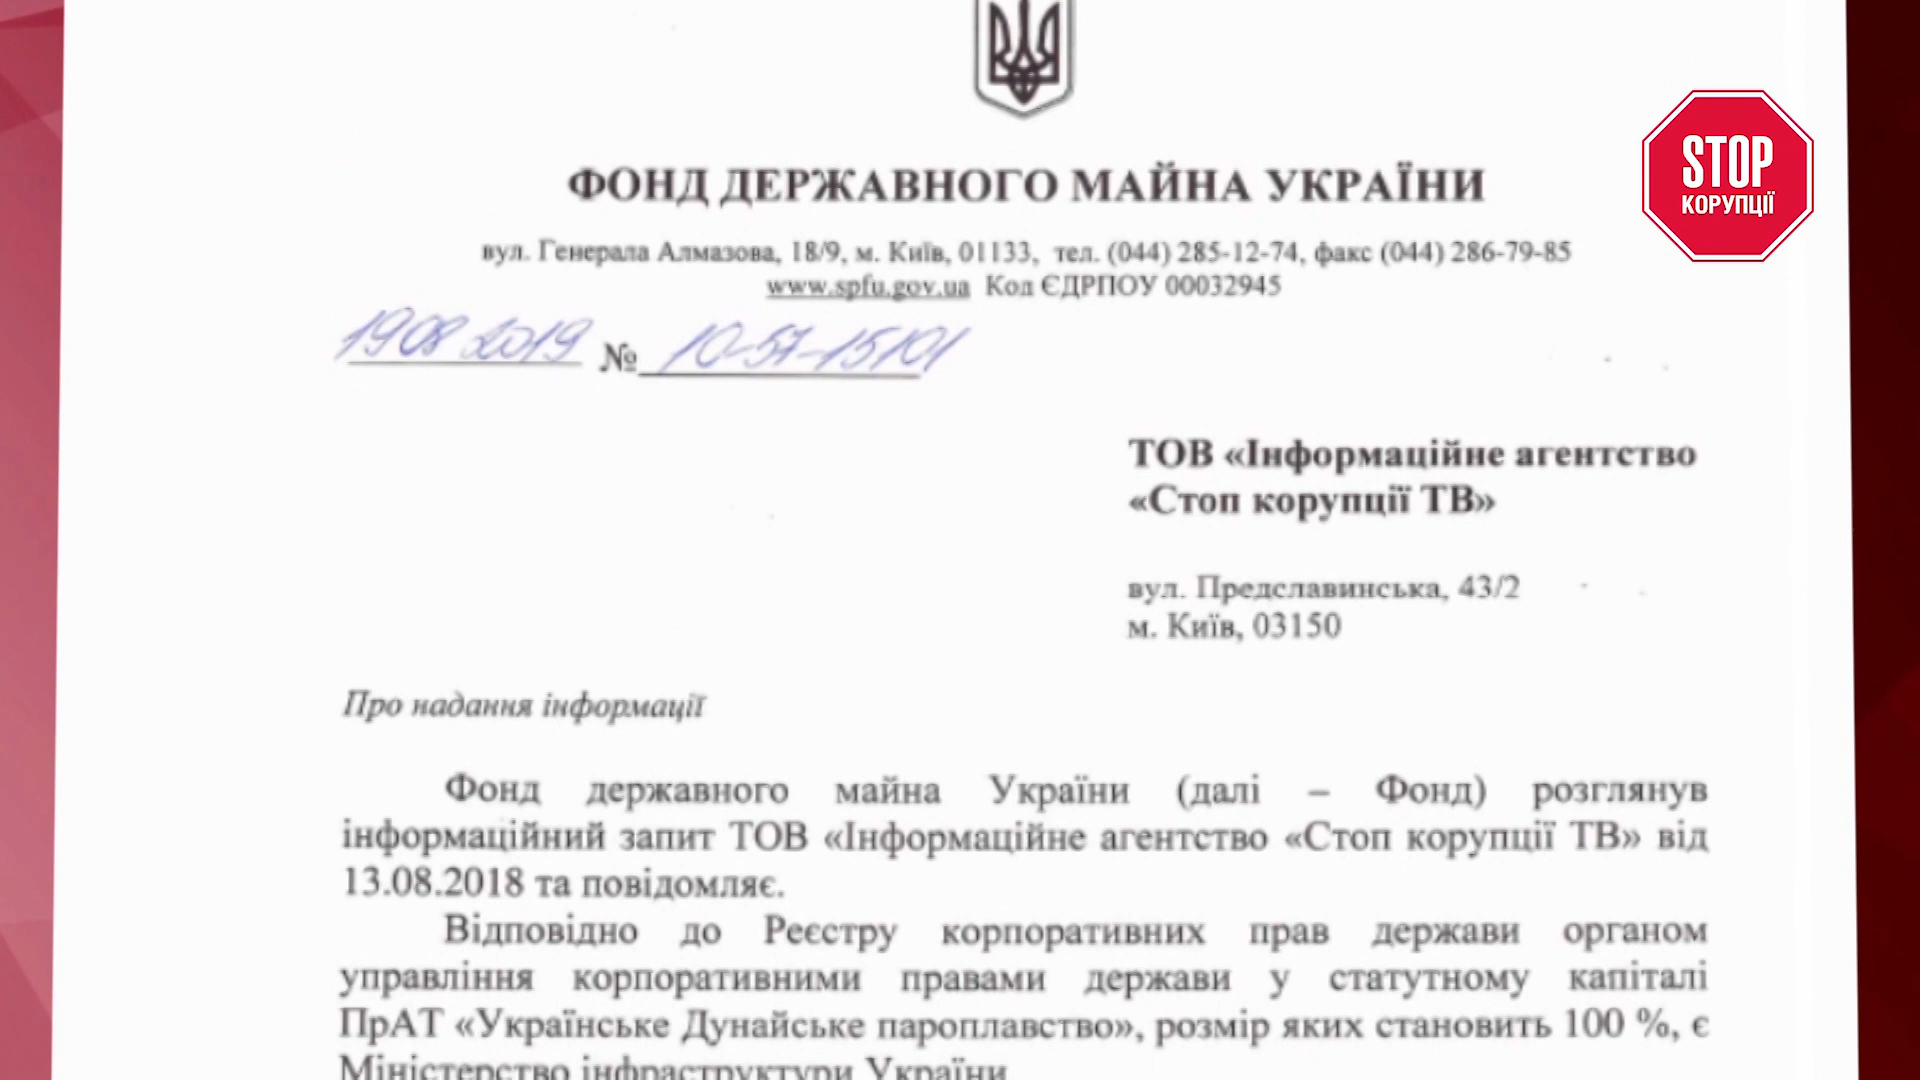 ФОНД ДЕРЖАВНОГО МАЙНА УКРАЇНИ
вул. Генерала Алмазова, 18/9, м. Київ, 01133, тел. (044) 285-12-74, факс (044) 286-79-85
www.spfu.gov.ua Код ЄДРПОУ 00032945
19 08 2019 № 10-57-15101
STOP
КОРУПЦІЇ
ТОВ «Інформаційне агентство
«Стоп корупції ТВ»
вул. Предславинська, 43/2
м. Київ, 03150
Про надання інформації
Фонд державного майна України (далі – Фонд) розглянув
інформаційний запит ТОВ «Інформаційне агентство «Стоп корупції ТВ» від
13.08.2018 та повідомляє.
Відповідно до Реєстру корпоративних прав держави органом
управління корпоративними правами держави у статутному капіталі
ПрАТ «Українське Дунайське пароплавство», розмір яких становить 100 %, є
Міністерство інфраструктури України